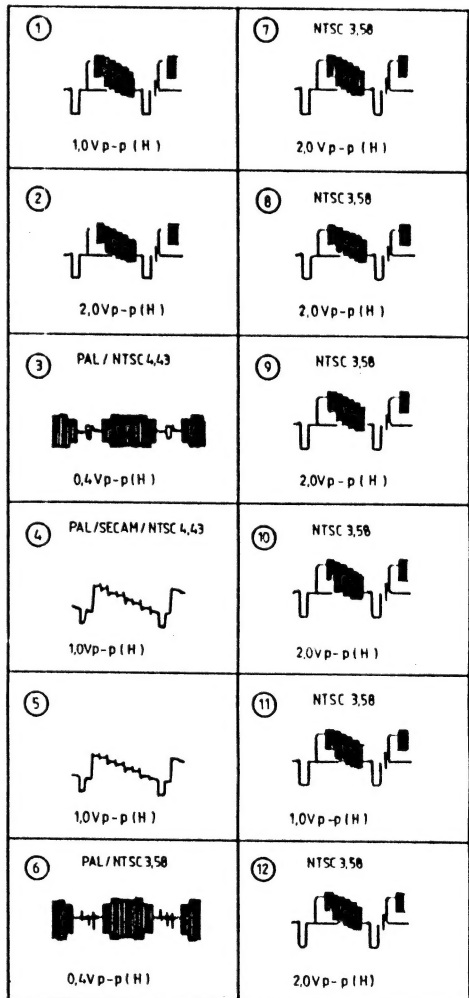 1
1,0Vp-p (H)
2
2,0Vp-p(H)
3 PAL / NTSC 4,43
0,4Vp-p(H)
4 PAL/SECAM/NTSC 4,43
1,0Vp-p(H)
5
1,0Vp-p(H)
6 PAL/NTSC 3,58
0,4Vp-p(H)
7 NTSC 3,58
2,0Vp-p(H)
8 NTSC 3,58
2,0Vp-p(H)
9 NTSC 3,58
2,0Vp-p(H)
10 NTSC 3,58
2,0Vp-p(H)
11 NTSC 3,58
1,0Vp-p(H)
12 NTSC 3,58
2,0Vp-p(H)